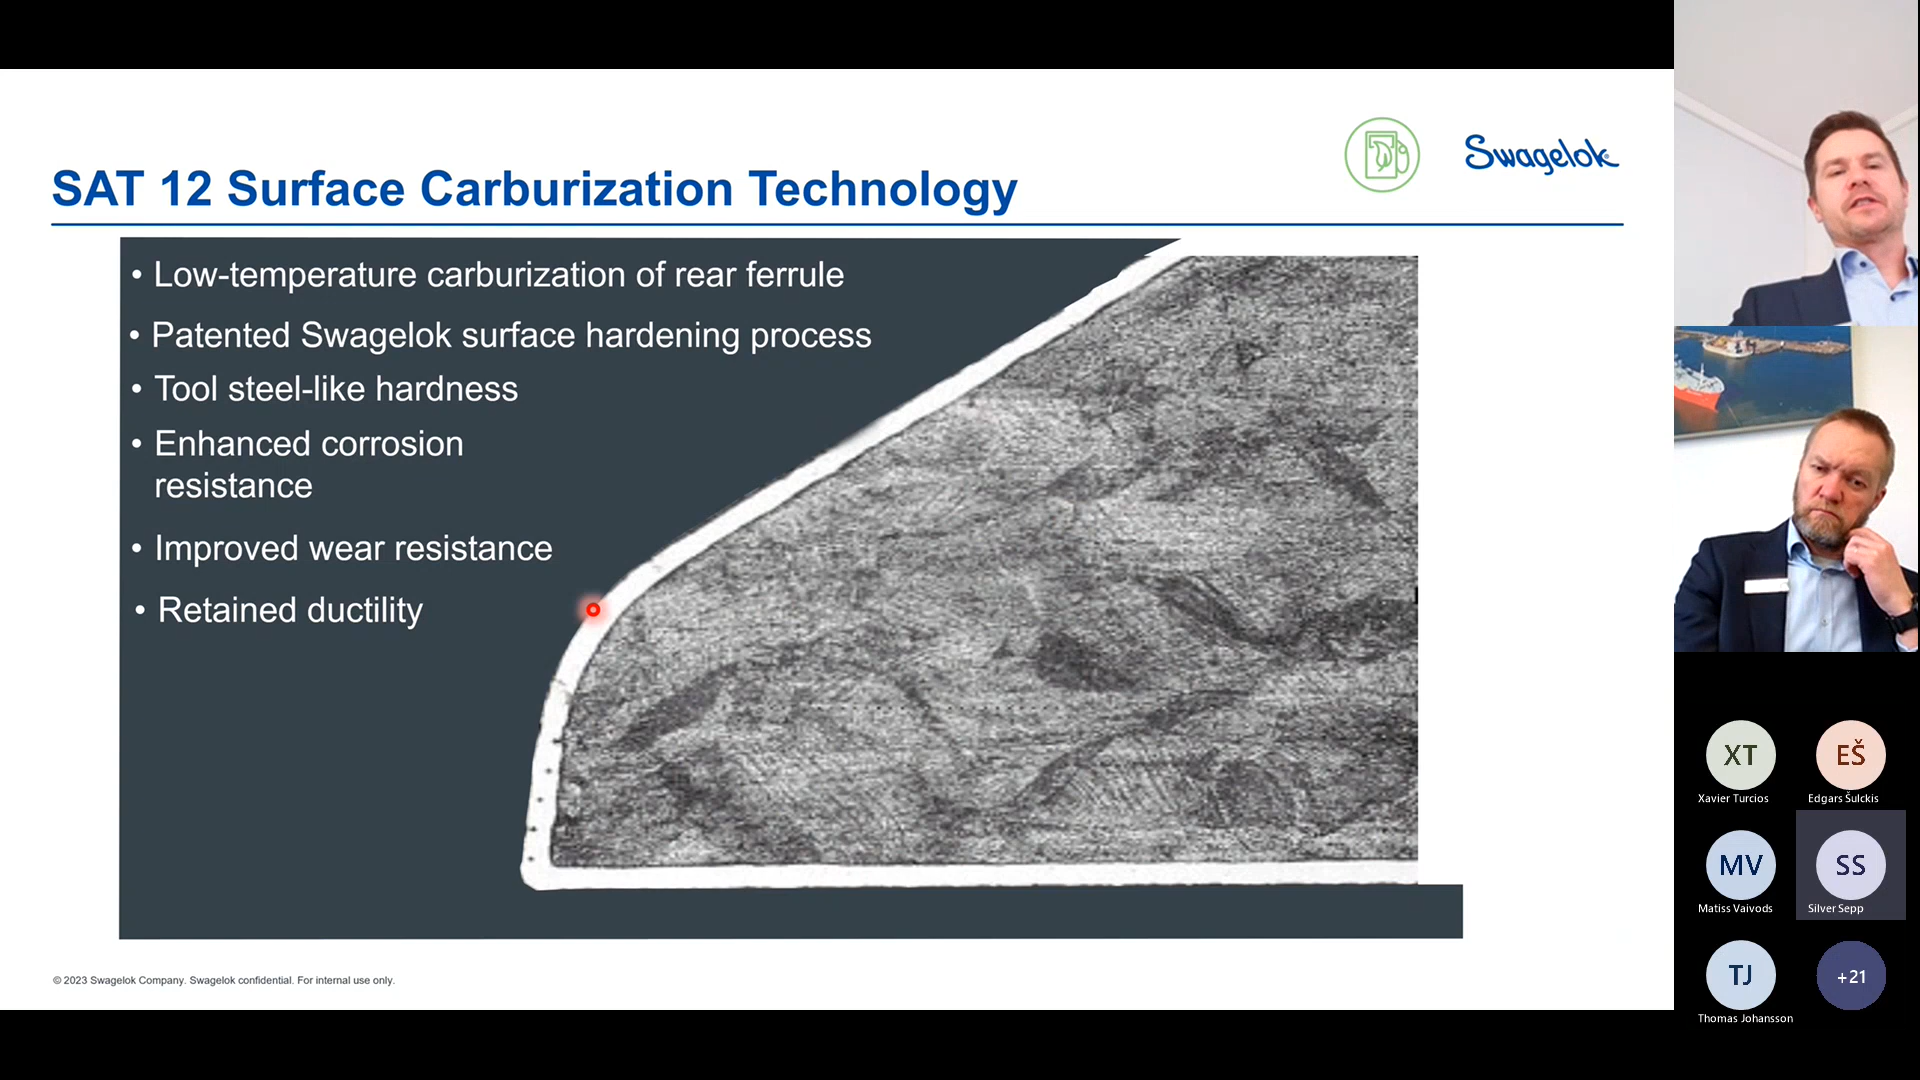 Swagelok
SAT 12 Surface Carburization Technology
• Low-temperature carburization of rear ferrule
• Patented Swagelok surface hardening process
• Tool steel-like hardness
• Enhanced corrosion
resistance
• Improved wear resistance
• Retained ductility
© 2023 Swagelok Company. Swagelok confidential. For internal use only.
XT
Xavier Turcios
EŠ
Edgars Šulckis
MV
Matiss Vaivods
SS
Silver Sepp
TJ
Thomas Johansson
+21